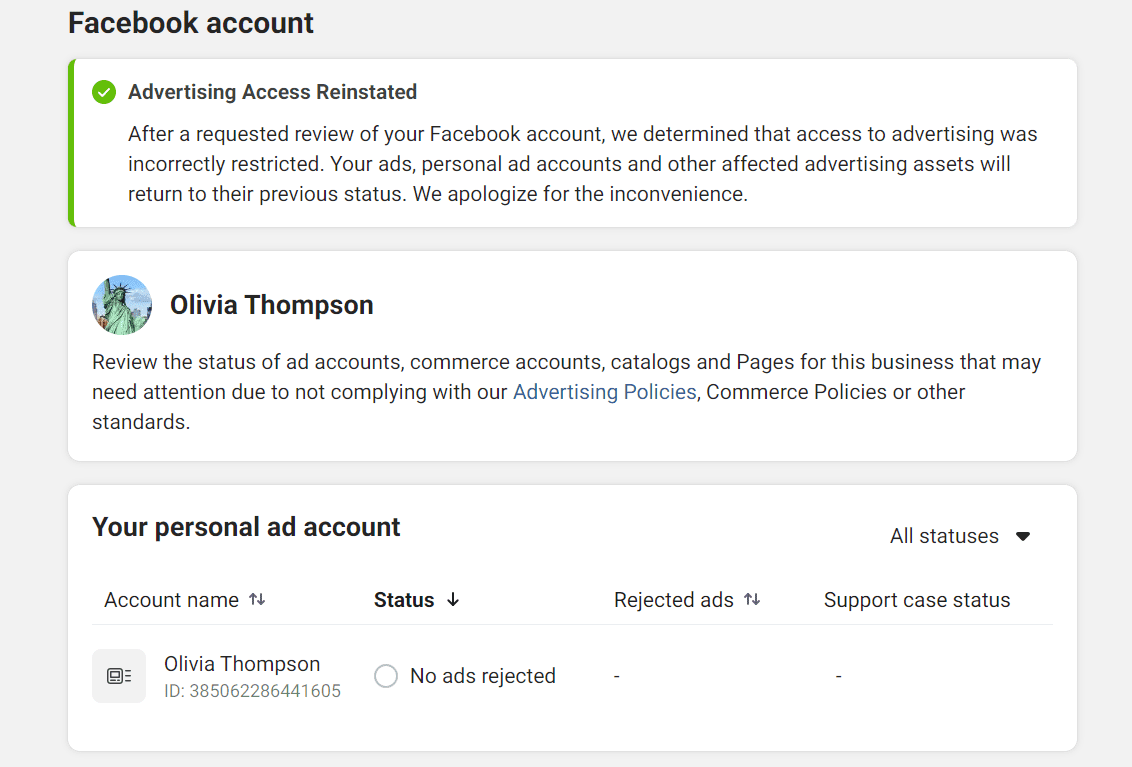 Facebook account
Advertising Access Reinstated
After a requested review of your Facebook account, we determined that access to advertising was
incorrectly restricted. Your ads, personal ad accounts and other affected advertising assets will
return to their previous status. We apologize for the inconvenience.
Olivia Thompson
Review the status of ad accounts, commerce accounts, catalogs and Pages for this business that may
need attention due to not complying with our Advertising Policies, Commerce Policies or other
standards.
Your personal ad account
All statuses
Account name Status Rejected ads Support case status
Olivia Thompson
No ads rejected - -
ID: 385062286441605